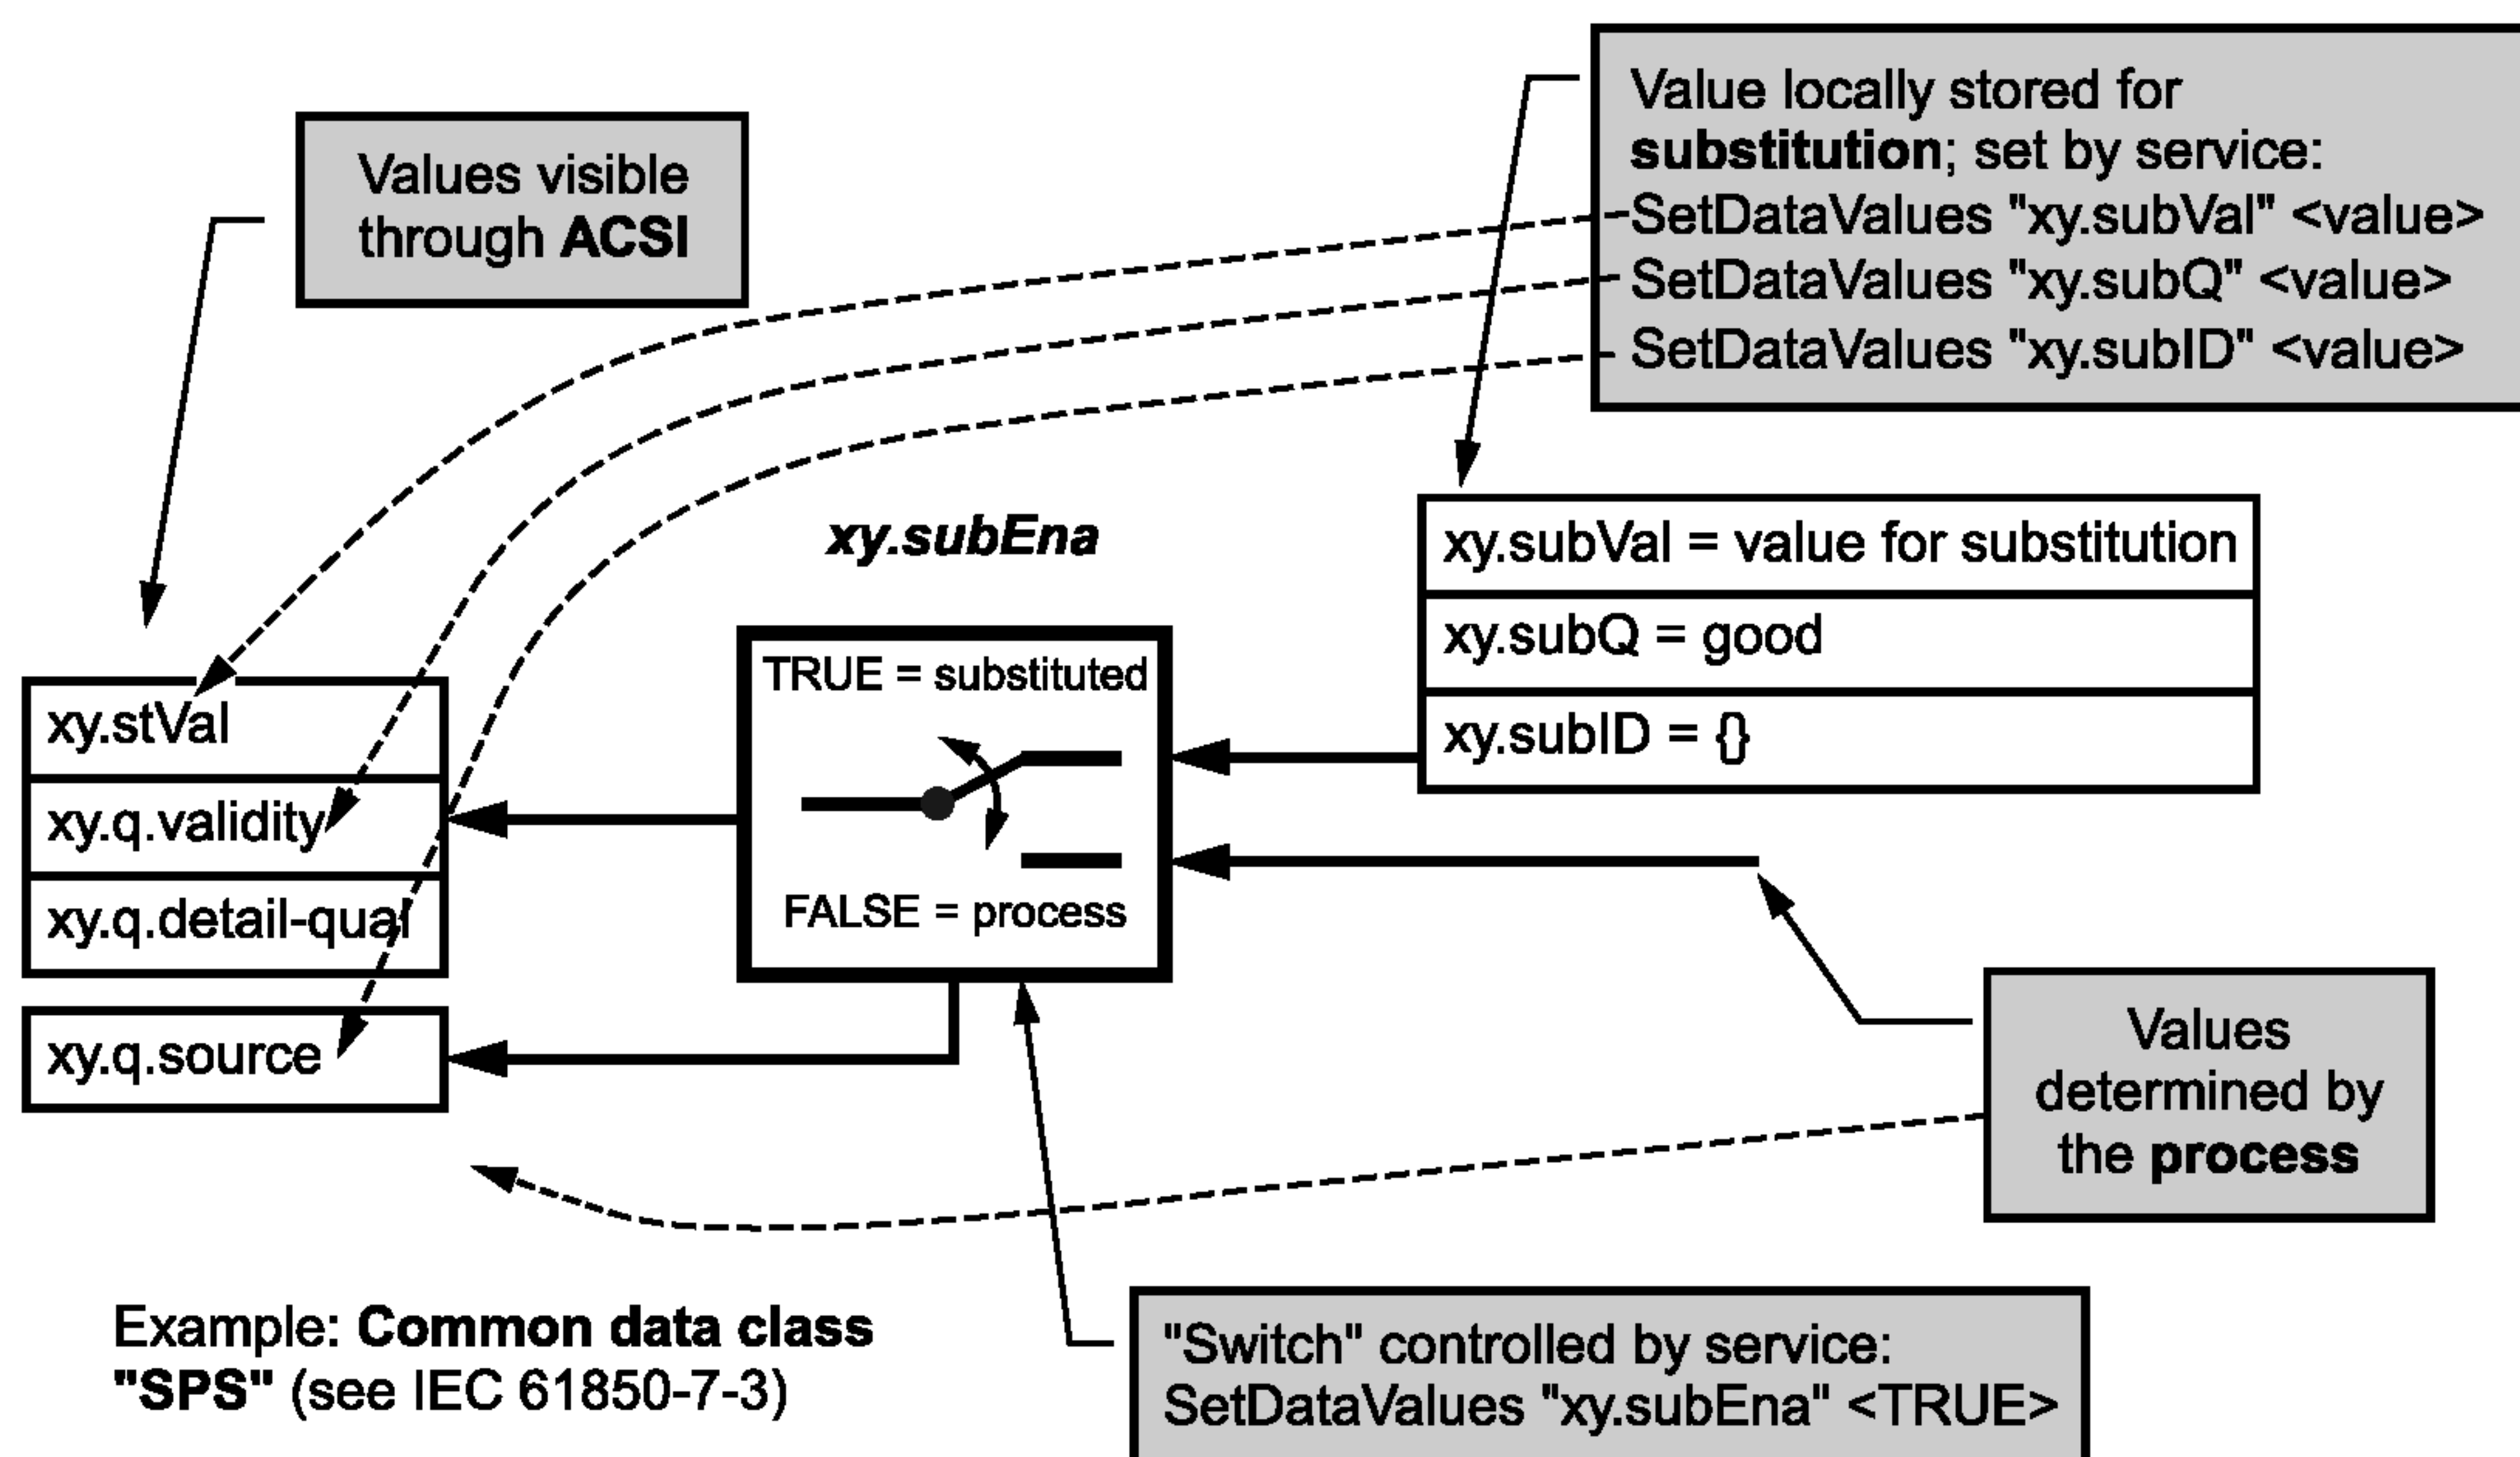 Values visible
through ACSI
Value locally stored for
substitution; set by service:
SetDataValues "xy.subVal" <value>
SetDataValues "xy.subQ" <value>
SetDataValues "xy.subID" <value>
xy.subEna
xy.subVal = value for substitution
xy.subQ = good
xy.subID = {}
TRUE = substituted
FALSE = process
xy.stVal
xy.q.validity
xy.q.detail-qual
xy.q.source
Values
determined by
the process
Example: Common data class
"SPS" (see IEC 61850-7-3)
"Switch" controlled by service:
SetDataValues "xy.subEna" <TRUE>